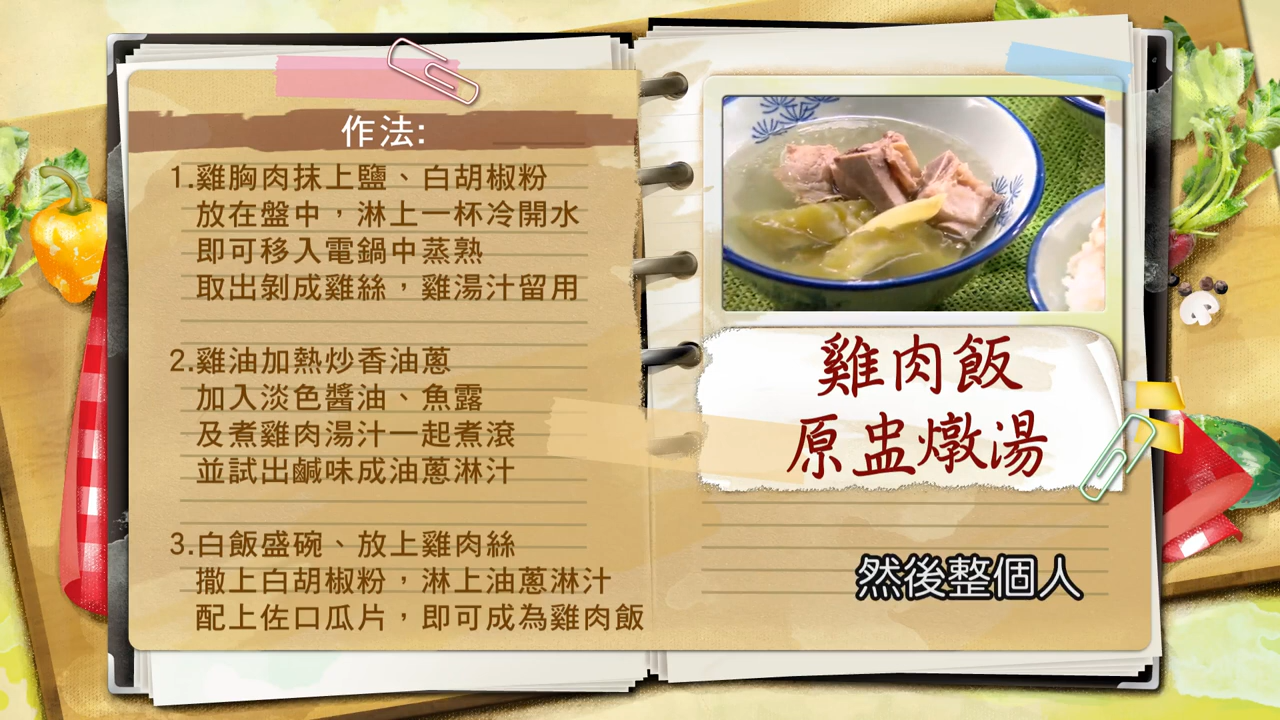 作法:
1.雞胸肉抹上鹽、白胡椒粉
放在盤中，淋上一杯冷開水
即可移入電鍋中蒸熟
取出剝成雞絲，雞湯汁留用
2.雞油加熱炒香油蔥
加入淡色醬油、魚露
及煮雞肉湯汁一起煮滾
並試出鹹味成油蔥淋汁
3.白飯盛碗、放上雞肉絲
撒上白胡椒粉，淋上油蔥淋汁
配上佐口瓜片，即可成為雞肉飯
雞肉飯
原盅燉湯
然後整個人